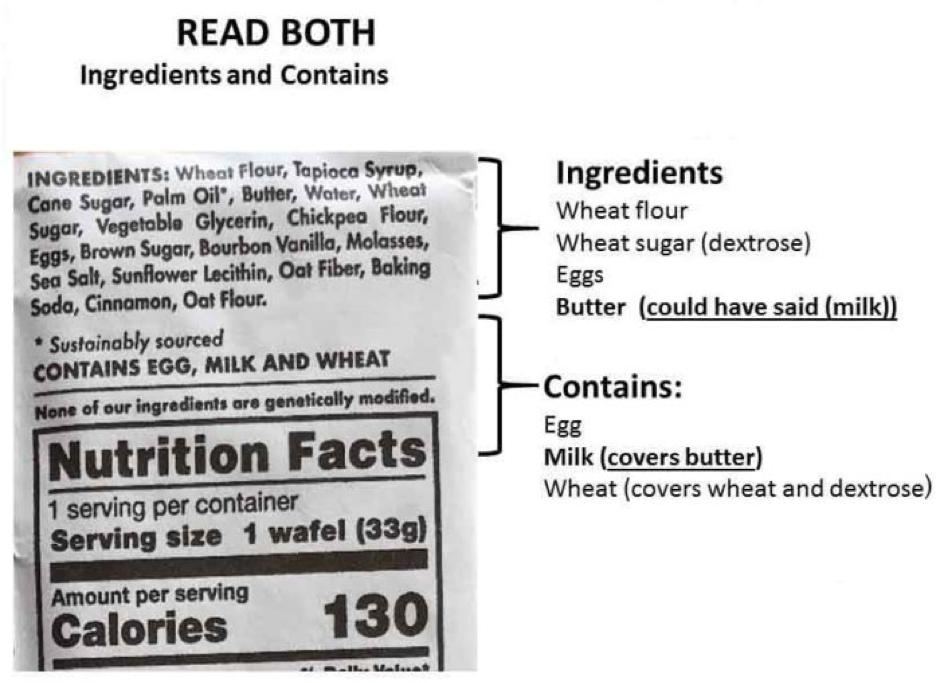 READ BOTH
Ingredients and Contains
INGREDIENTS: Wheat Flour, Tapioca Syrup,
Cane Sugar, Palm Oil*, Butter, Water, Wheat
Sugar, Vegetable Glycerin, Chickpea Flour,
Eggs, Brown Sugar, Bourbon Vanilla, Molasses,
Sea Salt, Sunflower Lecithin, Oat Fiber, Baking
Soda, Cinnamon, Oat Flour.
* Sustainably sourced
CONTAINS EGG, MILK AND WHEAT
None of our ingredients are genetically modified.
Nutrition Facts
1 serving per container
Serving size 1 wafel (33g)
Amount per serving
Calories 130
Ingredients
Wheat flour
Wheat sugar (dextrose)
Eggs
Butter (could have said (milk))
Contains:
Egg
Milk (covers butter)
Wheat (covers wheat and dextrose)